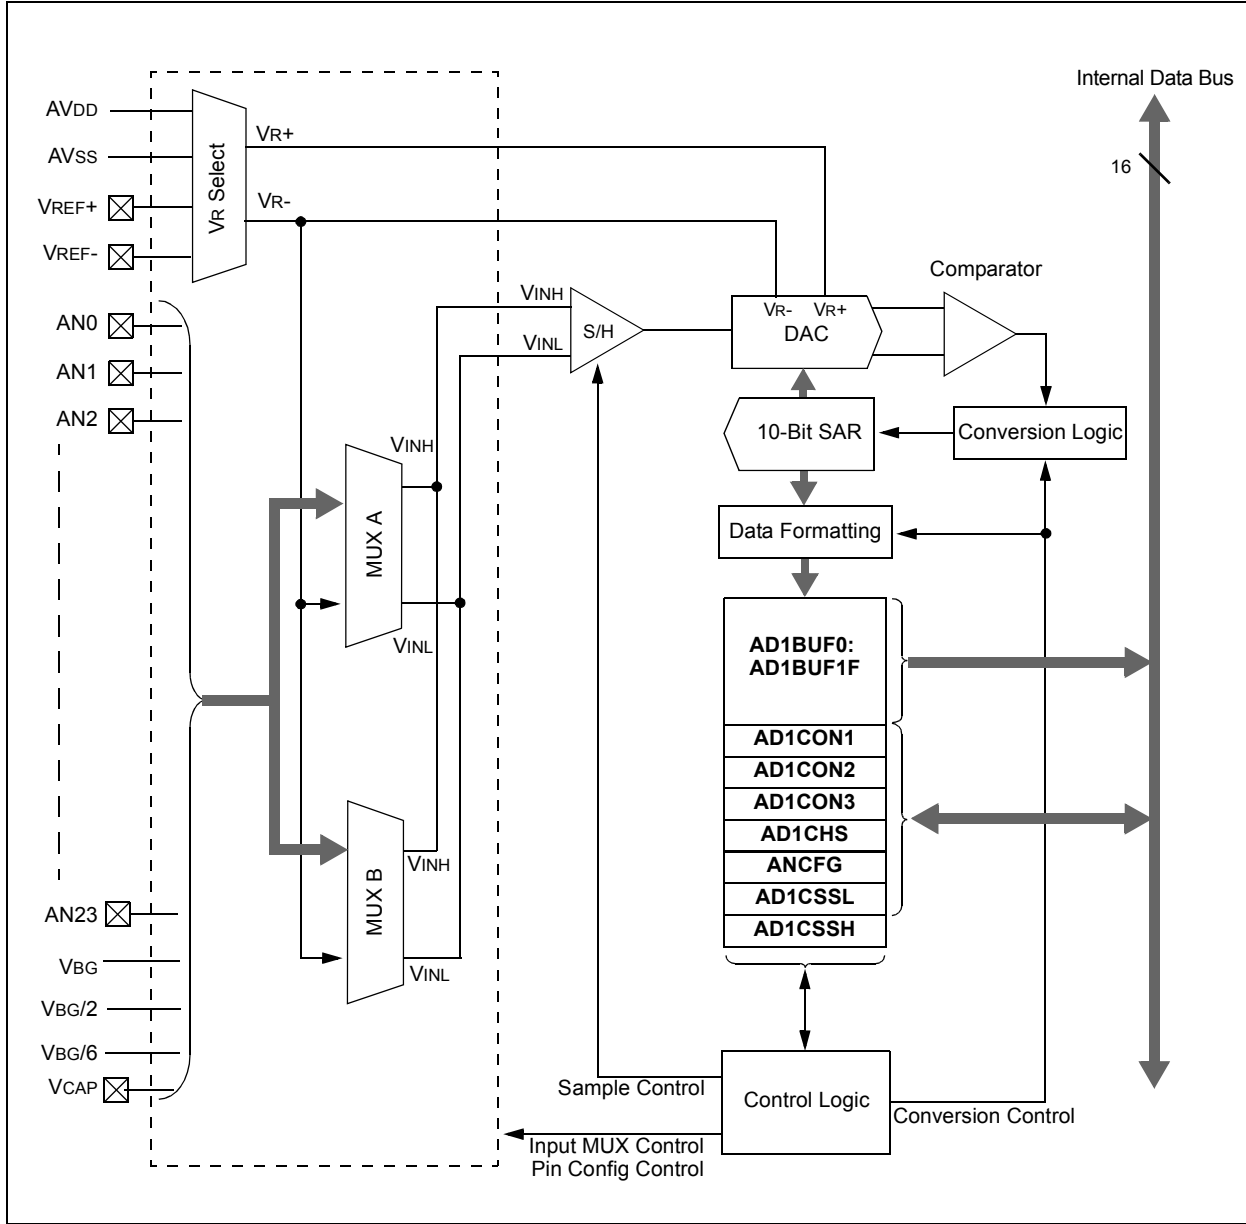 Internal Data Bus
16
AVDD
AVSS
VREF+
VREF-
VR Select
VR+
VR-
AN0
AN1
AN2
AN23
VBG
VBG/2
VBG/6
VCAP
MUX A
VINH
VINL
MUX B
VINH
VINL
VINH
VINL
S/H
VR- VR+
DAC
Comparator
10-Bit SAR
Conversion Logic
Data Formatting
AD1BUF0:
AD1BUF1F
AD1CON1
AD1CON2
AD1CON3
AD1CHS
ANCFG
AD1CSSL
AD1CSSH
Control Logic
Sample Control
Conversion Control
Input MUX Control
Pin Config Control